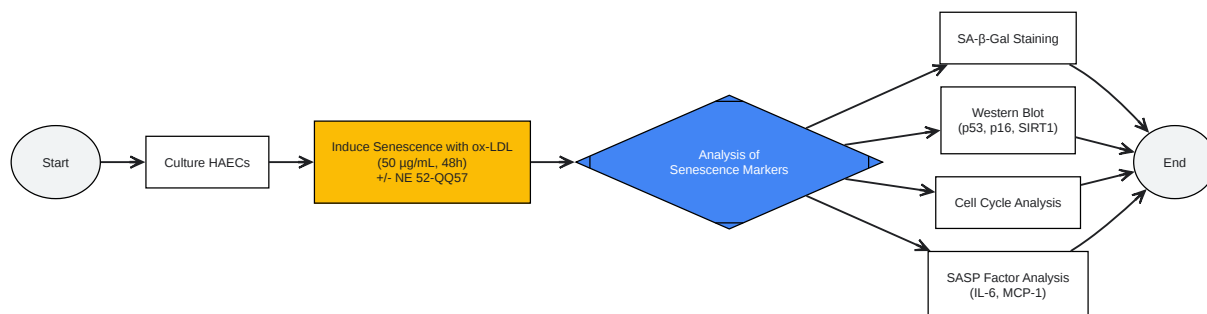 Start
Culture HAECs
Induce Senescence with ox-LDL
(50 µg/mL, 48h)
+/- NE 52-QQ57
Analysis of
Senescence Markers
SA-β-Gal Staining
Western Blot
(p53, p16, SIRT1)
Cell Cycle Analysis
SASP Factor Analysis
(IL-6, MCP-1)
End